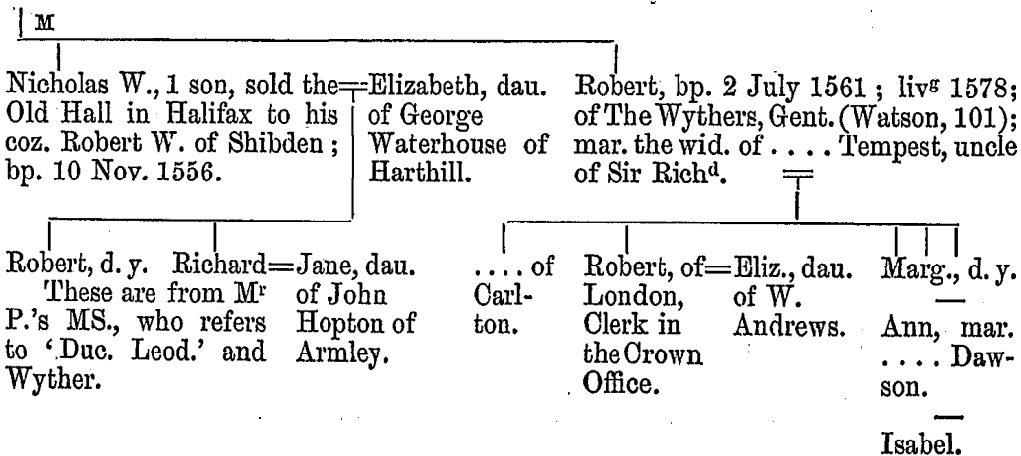 M
Nicholas W., 1 son, sold the
Old Hall in Halifax to his
coz. Robert W. of Shibden;
bp. 10 Nov. 1556.
Elizabeth, dau.
of George
Waterhouse of
Harthill.
Robert, bp. 2 July 1561; livᵍ 1578;
of The Wythers, Gent. (Watson, 101);
mar. the wid. of . . . . Tempest, uncle
of Sir Richᵈ.
Robert, d. y.
These are from Mʳ
P.'s MS., who refers
to ‘Duc. Leod.’ and
Wyther.
Richard=Jane, dau.
of John
Hopton of
Armley.
. . . . of
Carl-
ton.
Robert, of=
London,
Clerk in
the Crown
Office.
Eliz., dau.
of W.
Andrews.
Marg., d. y.
—
Ann, mar.
. . . . Daw-
son.
—
Isabel.